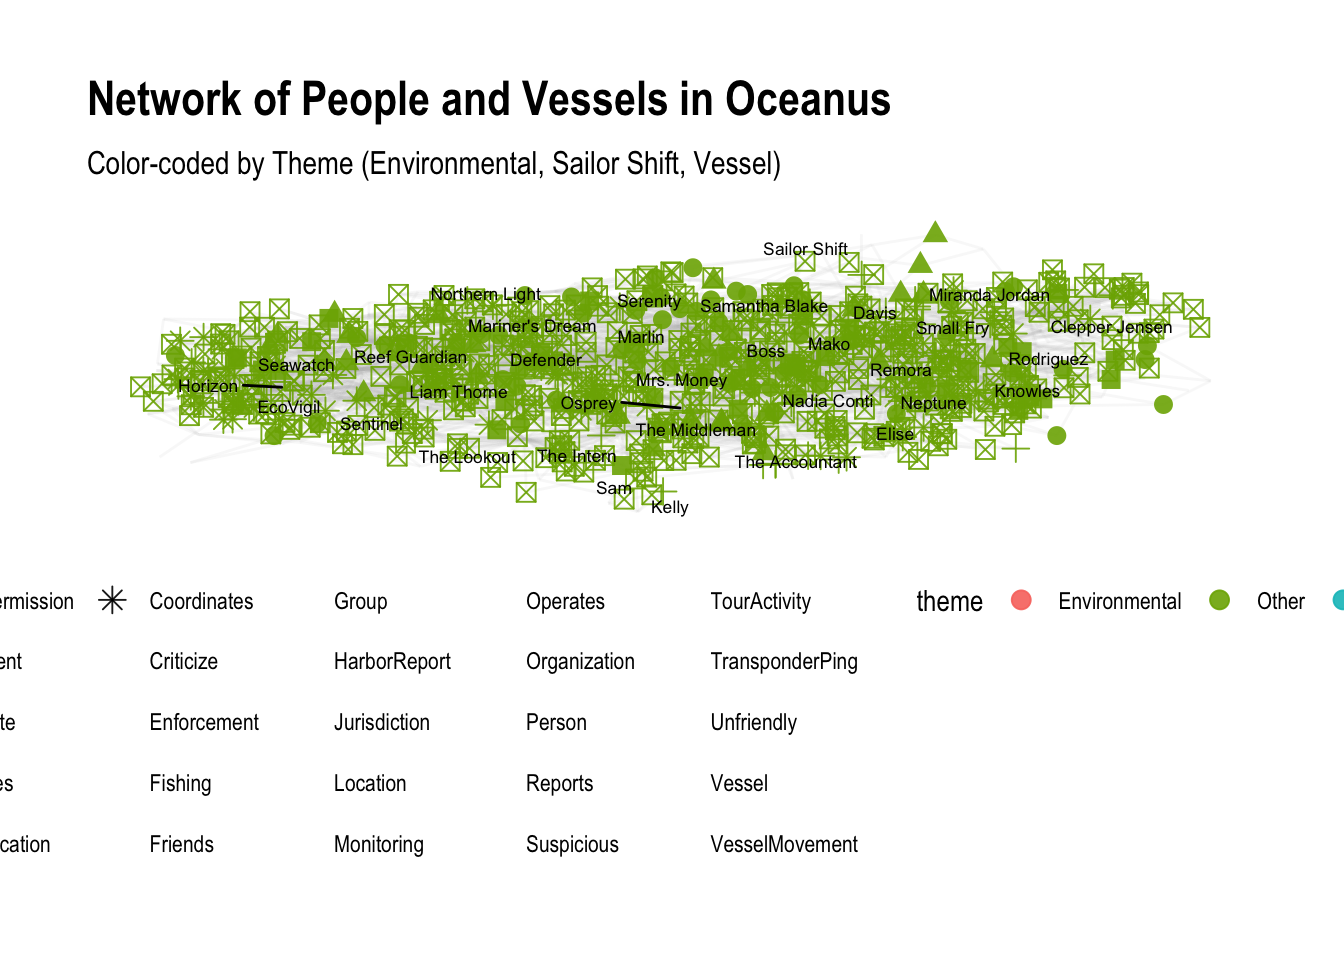 Network of People and Vessels in Oceanus
Color-coded by Theme (Environmental, Sailor Shift, Vessel)
Sailor Shift
Northern Light
Serenity
Samantha Blake
Davis
Miranda Jordan
Mariner's Dream
Marlin
Small Fry
Clepper Jensen
Seawatch
Reef Guardian
Defender
Boss
Mako
Rodriguez
Horizon
Liam Thorne
Mrs. Money
Remora
Knowles
EcoVigil
Osprey
Nadia Conti
Neptune
Sentinel
The Middleman
Elise
The Lookout
The Intern
The Accountant
Sam
Kelly
ermission Coordinates Group Operates TourActivity theme Environmental Other
ent Criticize HarborReport Organization TransponderPing
te Enforcement Jurisdiction Person Unfriendly
es Fishing Location Reports Vessel
cation Friends Monitoring Suspicious VesselMovement